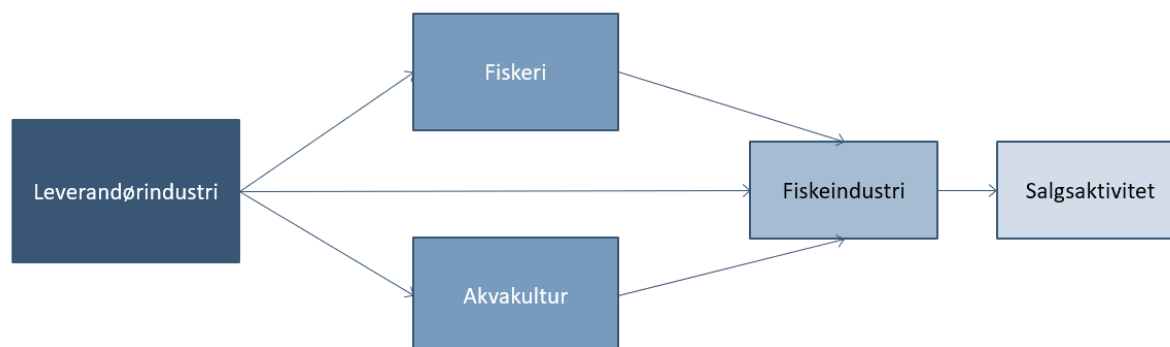 Fiskeri
Leverandørindustri
Fiskeindustri
Salgsaktivitet
Akvakultur